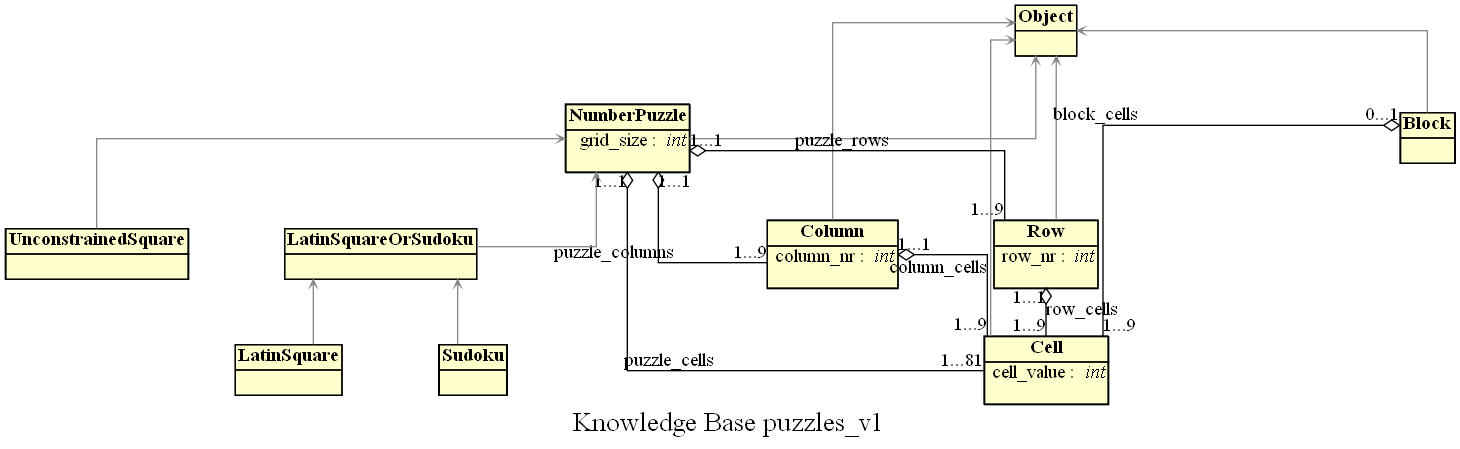 Object
block_cells
0...1
Block
NumberPuzzle
grid_size : int
1...1
puzzle_rows
1...9
1...1
1...1
UnconstrainedSquare
LatinSquareOrSudoku
puzzle_columns
1...9
Column
column_nr : int
1...1
column_cells
Row
row_nr : int
1...1
row_cells
1...9
1...9
1...9
LatinSquare
Sudoku
puzzle_cells
1...81
Cell
cell_value : int
Knowledge Base puzzles_v1